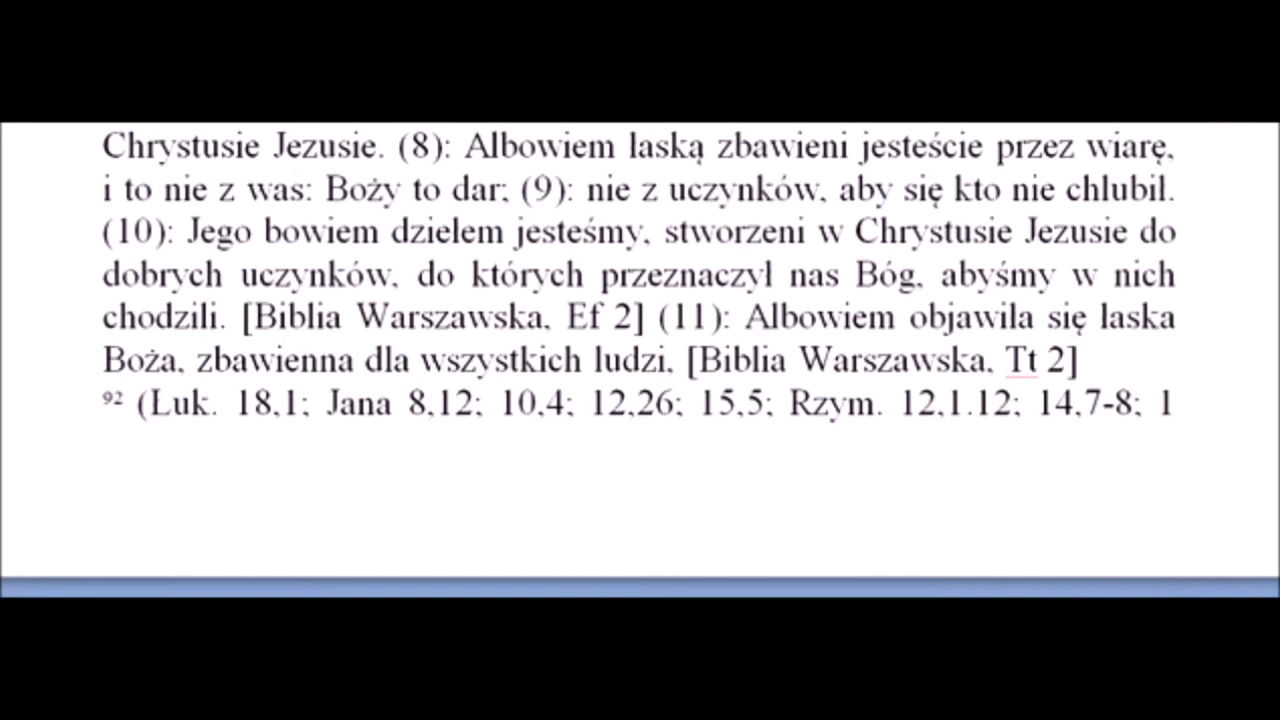 Chrystusie Jezusie. (8): Albowiem łaską zbawieni jesteście przez wiarę,
i to nie z was: Boży to dar; (9): nie z uczynków, aby się kto nie chlubił.
(10): Jego bowiem dziełem jesteśmy, stworzeni w Chrystusie Jezusie do
dobrych uczynków, do których przeznaczył nas Bóg, abyśmy w nich
chodzili. [Biblia Warszawska, Ef 2] (11): Albowiem objawiła się łaska
Boża, zbawienna dla wszystkich ludzi, [Biblia Warszawska, Tt 2]
⁹² (Luk. 18,1; Jana 8,12; 10,4; 12,26; 15,5; Rzym. 12,1.12; 14,7-8; 1